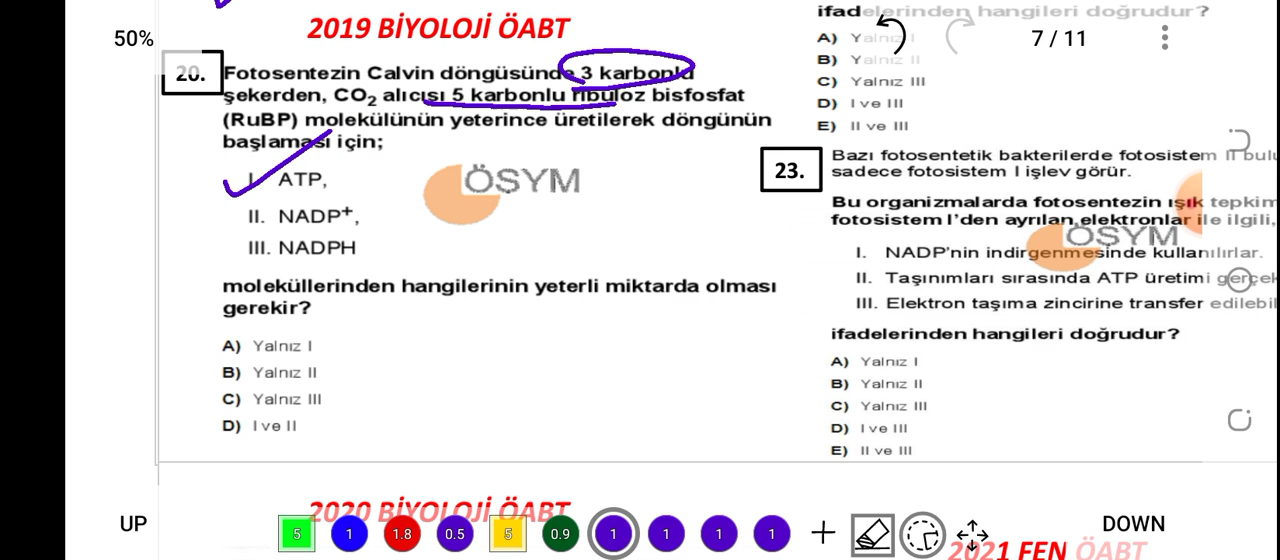 50%
2019 BİYOLOJİ ÖABT
20.
Fotosentezin Calvin döngüsünde 3 karbonlu
şekerden, CO₂ alıcısı 5 karbonlu ribuloz bisfosfat
(RuBP) molekülünün yeterince üretilerek döngünün
başlaması için;
I. ATP,
II. NADP⁺,
III. NADPH
ÖSYM
moleküllerinden hangilerinin yeterli miktarda olması
gerekir?
A) Yalnız I
B) Yalnız II
C) Yalnız III
D) I ve II
2020 BİYOLOJİ ÖABT
ifadelerinden hangileri doğrudur?
7 / 11
A) Yalnız I
B) Yalnız II
C) Yalnız III
D) I ve III
E) II ve III
23.
Bazı fotosentetik bakterilerde fotosistem II bulu
sadece fotosistem I işlev görür.
Bu organizmalarda fotosentezin ışık tepkim
fotosistem I'den ayrılan elektronlar ile ilgili,
ÖSYM
I. NADP'nin indirgenmesinde kullanılırlar.
II. Taşınımları sırasında ATP üretimi gerçek
III. Elektron taşıma zincirine transfer edilebil
ifadelerinden hangileri doğrudur?
A) Yalnız I
B) Yalnız II
C) Yalnız III
D) I ve III
E) II ve III
2021 FEN ÖABT
UP
5 1 1.8 0.5 5 0.9 1 1 1 1
DOWN